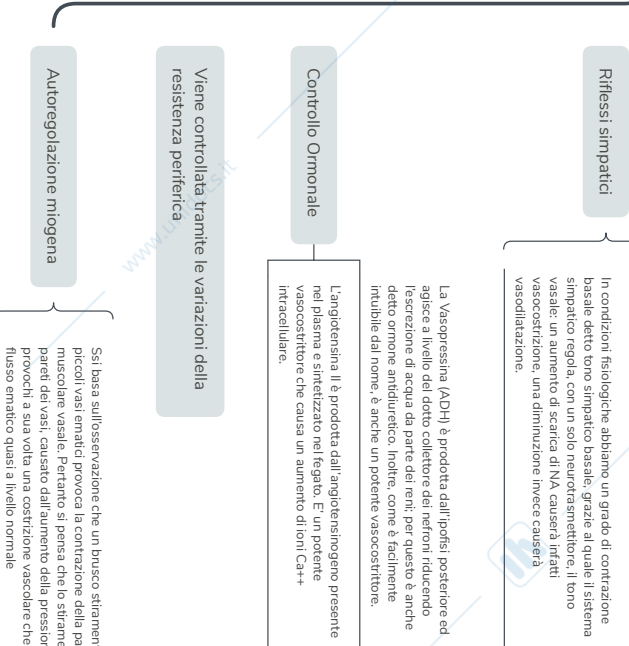 Riflessi simpatici
In condizioni fisiologiche abbiamo un grado di contrazione
basale detto tono simpatico basale, grazie al quale il sistema
simpatico regola, con un solo neurotrasmettitore, il tono
vasale: un aumento di scarica di NA causerà infatti
vasocostrizione, una diminuzione invece causerà
vasodilatazione.
Controllo Ormonale
La Vasopressina (ADH) è prodotta dall'ipofisi posteriore ed
agisce a livello del dotto collettore dei nefroni riducendo
l'escrezione di acqua da parte dei reni; per questo è anche
detto ormone antidiuretico. Inoltre, come è facilmente
intuibile dal nome, è anche un potente vasocostrittore.
L'angiotensina II è prodotta dall'angiotensinogeno presente
nel plasma e sintetizzato nel fegato. E' un potente
vasocostrittore che causa un aumento di ioni Ca++
intracellulare.
Viene controllata tramite le variazioni della
resistenza periferica
Autoregolazione miogena
Ssi basa sull'osservazione che un brusco stirament
piccoli vasi ematici provoca la contrazione della pa
muscolare vasale. Pertanto si pensa che lo stirame
pareti dei vasi, causato dall'aumento della pression
provochi a sua volta una costrizione vascolare che
flusso ematico quasi a livello normale
www.unidocs.it